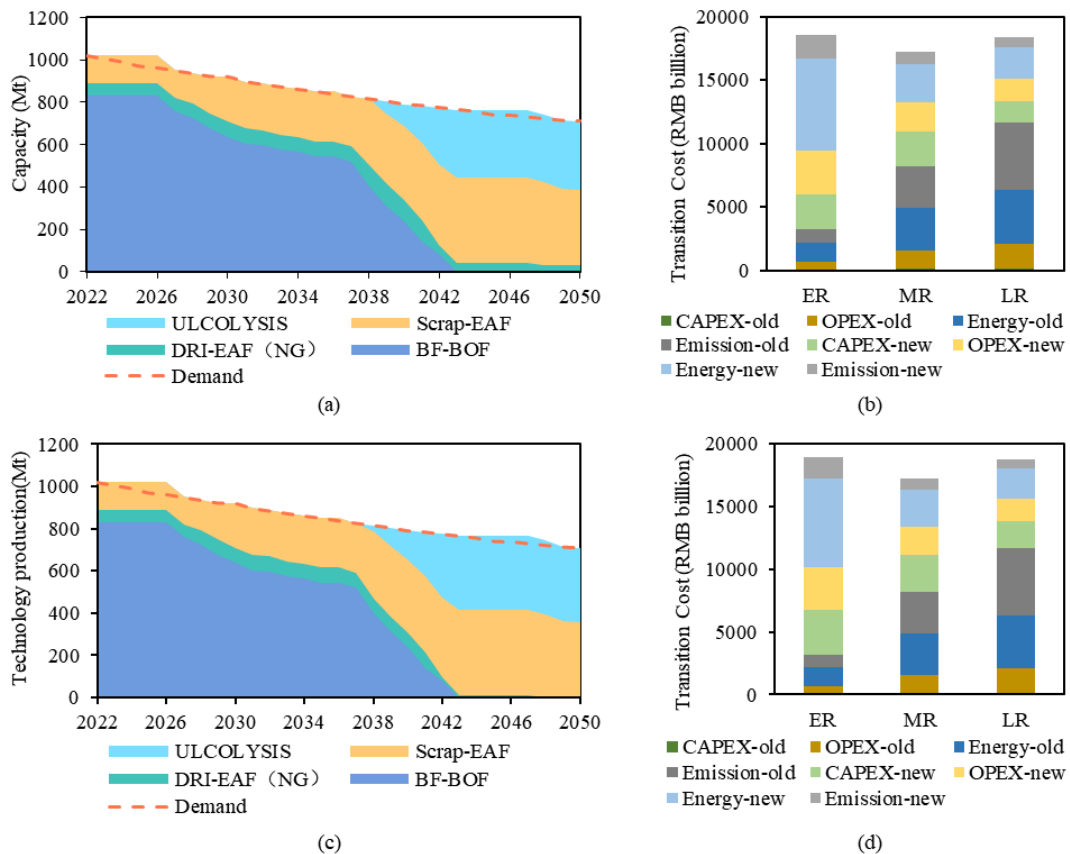 Capacity (Mt)
1200
1000
800
600
400
200
0
2022 2026 2030 2034 2038 2042 2046 2050
ULCOLYSIS Scrap-EAF
DRI-EAF（NG） BF-BOF
Demand
(a)
Transition Cost (RMB billlion)
20000
15000
10000
5000
0
ER MR LR
CAPEX-old OPEX-old Energy-old
Emission-old CAPEX-new OPEX-new
Energy-new Emission-new
(b)
Technology production(Mt)
1200
1000
800
600
400
200
0
2022 2026 2030 2034 2038 2042 2046 2050
ULCOLYSIS Scrap-EAF
DRI-EAF（NG） BF-BOF
Demand
(c)
Transition Cost (RMB billlion)
20000
15000
10000
5000
0
ER MR LR
CAPEX-old OPEX-old Energy-old
Emission-old CAPEX-new OPEX-new
Energy-new Emission-new
(d)